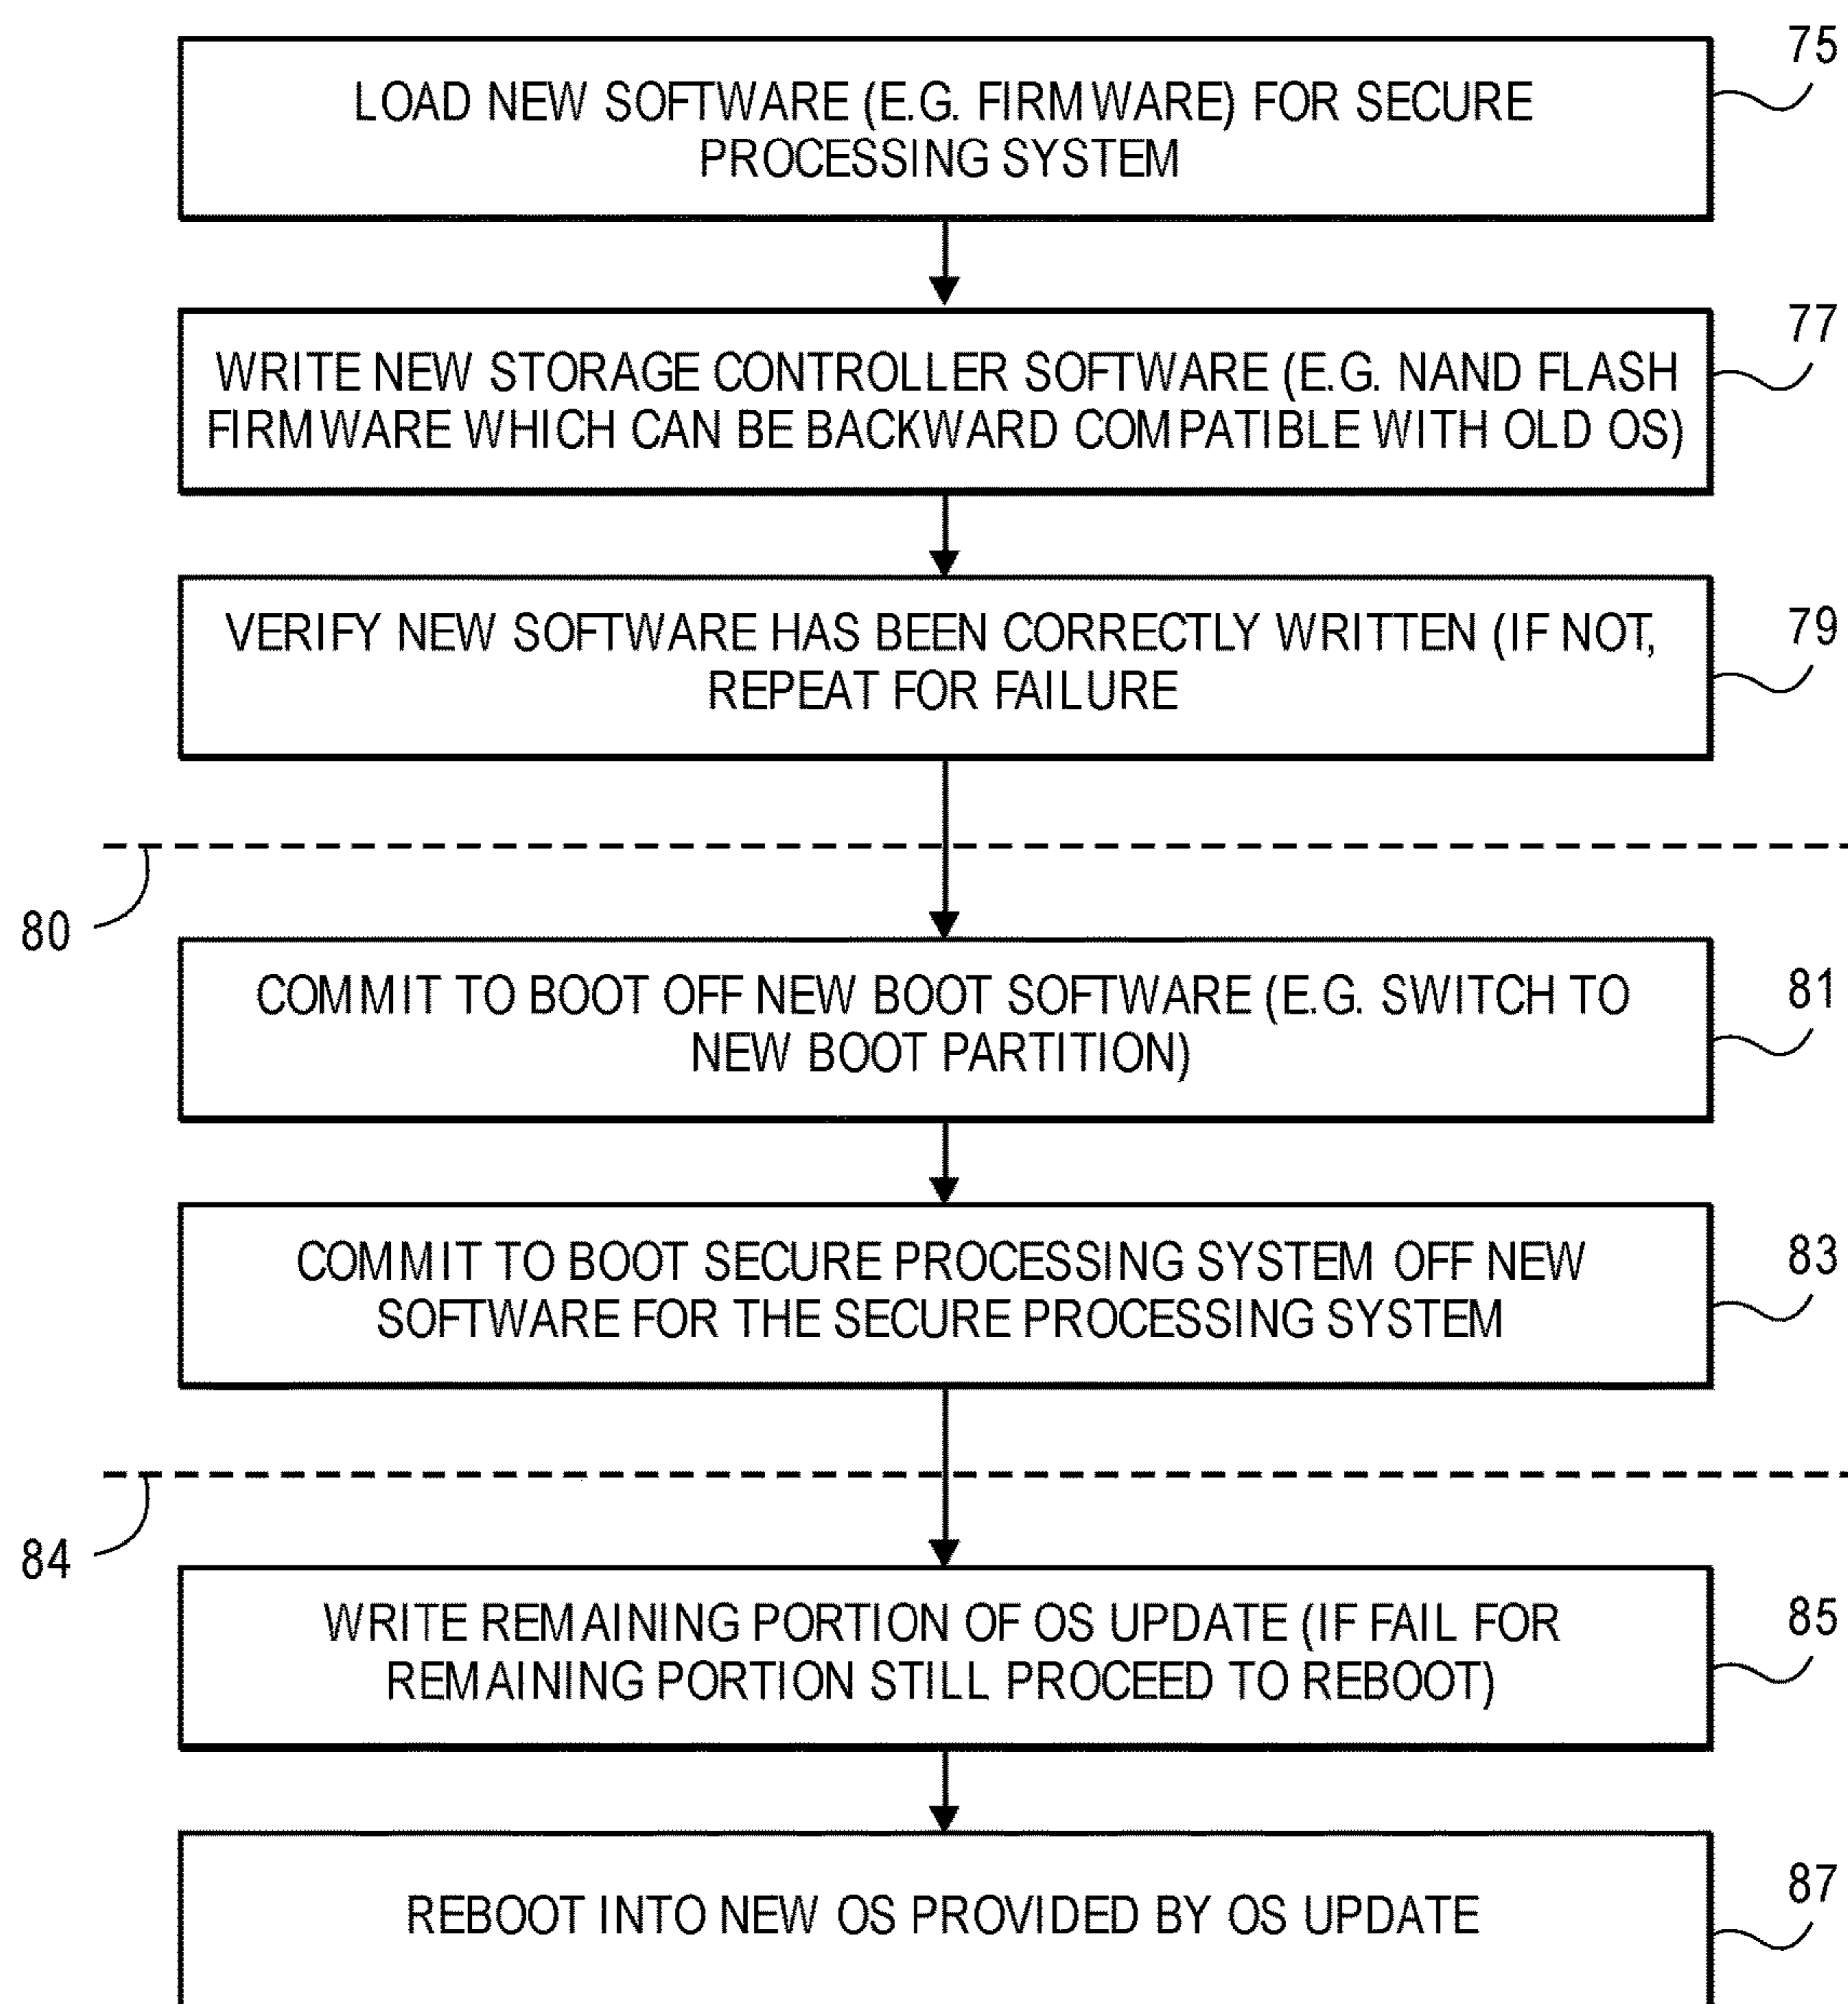 75
LOAD NEW SOFTWARE (E.G. FIRMWARE) FOR SECURE
PROCESSING SYSTEM
77
WRITE NEW STORAGE CONTROLLER SOFTWARE (E.G. NAND FLASH
FIRMWARE WHICH CAN BE BACKWARD COMPATIBLE WITH OLD OS)
79
VERIFY NEW SOFTWARE HAS BEEN CORRECTLY WRITTEN (IF NOT,
REPEAT FOR FAILURE
80
81
COMMIT TO BOOT OFF NEW BOOT SOFTWARE (E.G. SWITCH TO
NEW BOOT PARTITION)
83
COMMIT TO BOOT SECURE PROCESSING SYSTEM OFF NEW
SOFTWARE FOR THE SECURE PROCESSING SYSTEM
84
85
WRITE REMAINING PORTION OF OS UPDATE (IF FAIL FOR
REMAINING PORTION STILL PROCEED TO REBOOT)
87
REBOOT INTO NEW OS PROVIDED BY OS UPDATE